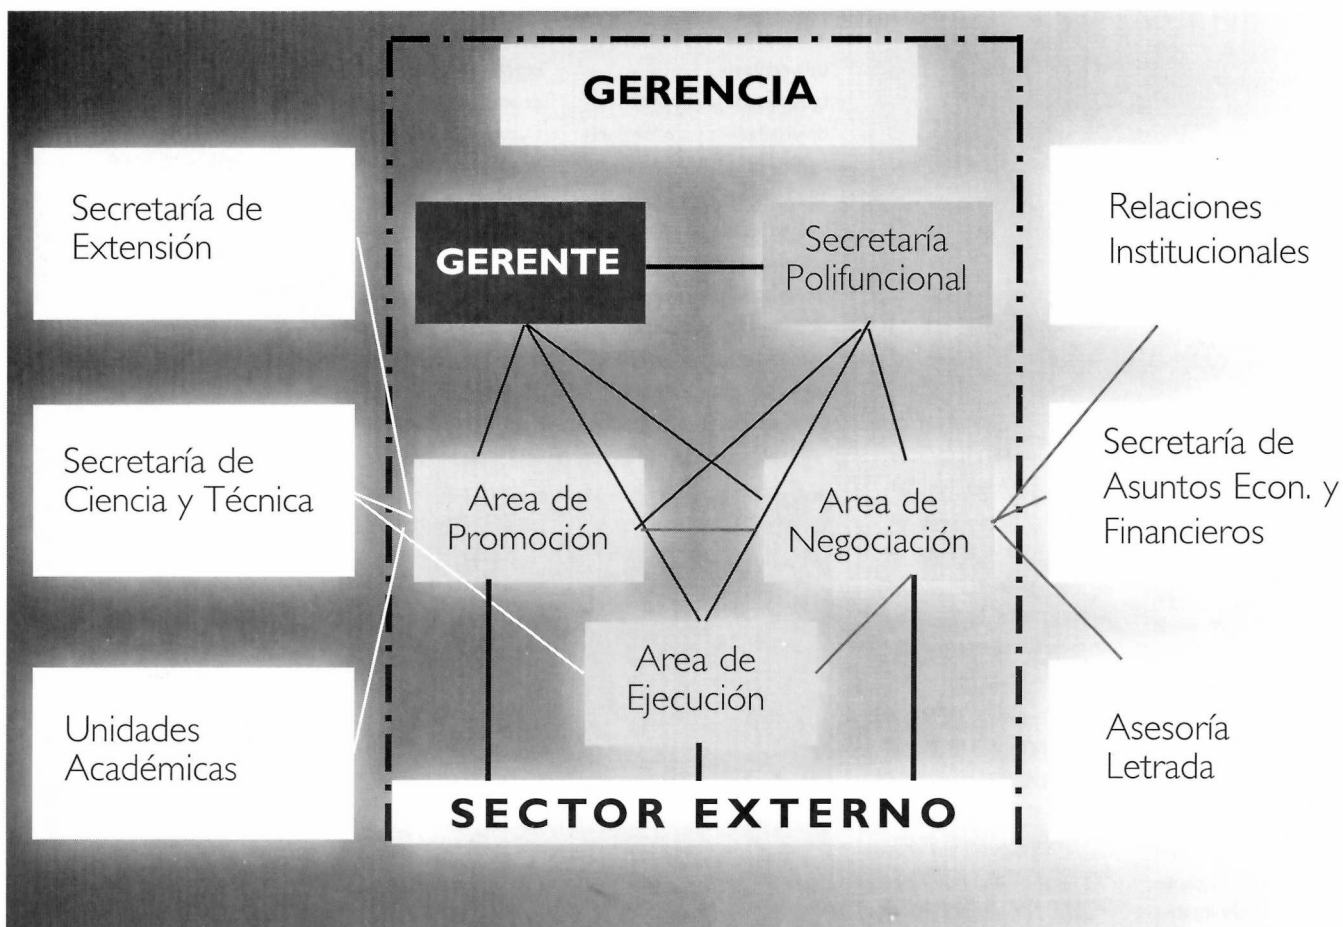 GERENCIA
Secretaría de
Extensión
GERENTE
Secretaría
Polifuncional
Relaciones
Institucionales
Secretaría de
Ciencia y Técnica
Area de
Promoción
Area de
Negociación
Secretaría de
Asuntos Econ. y
Financieros
Area de
Ejecución
Unidades
Académicas
Asesoría
Letrada
SECTOR EXTERNO